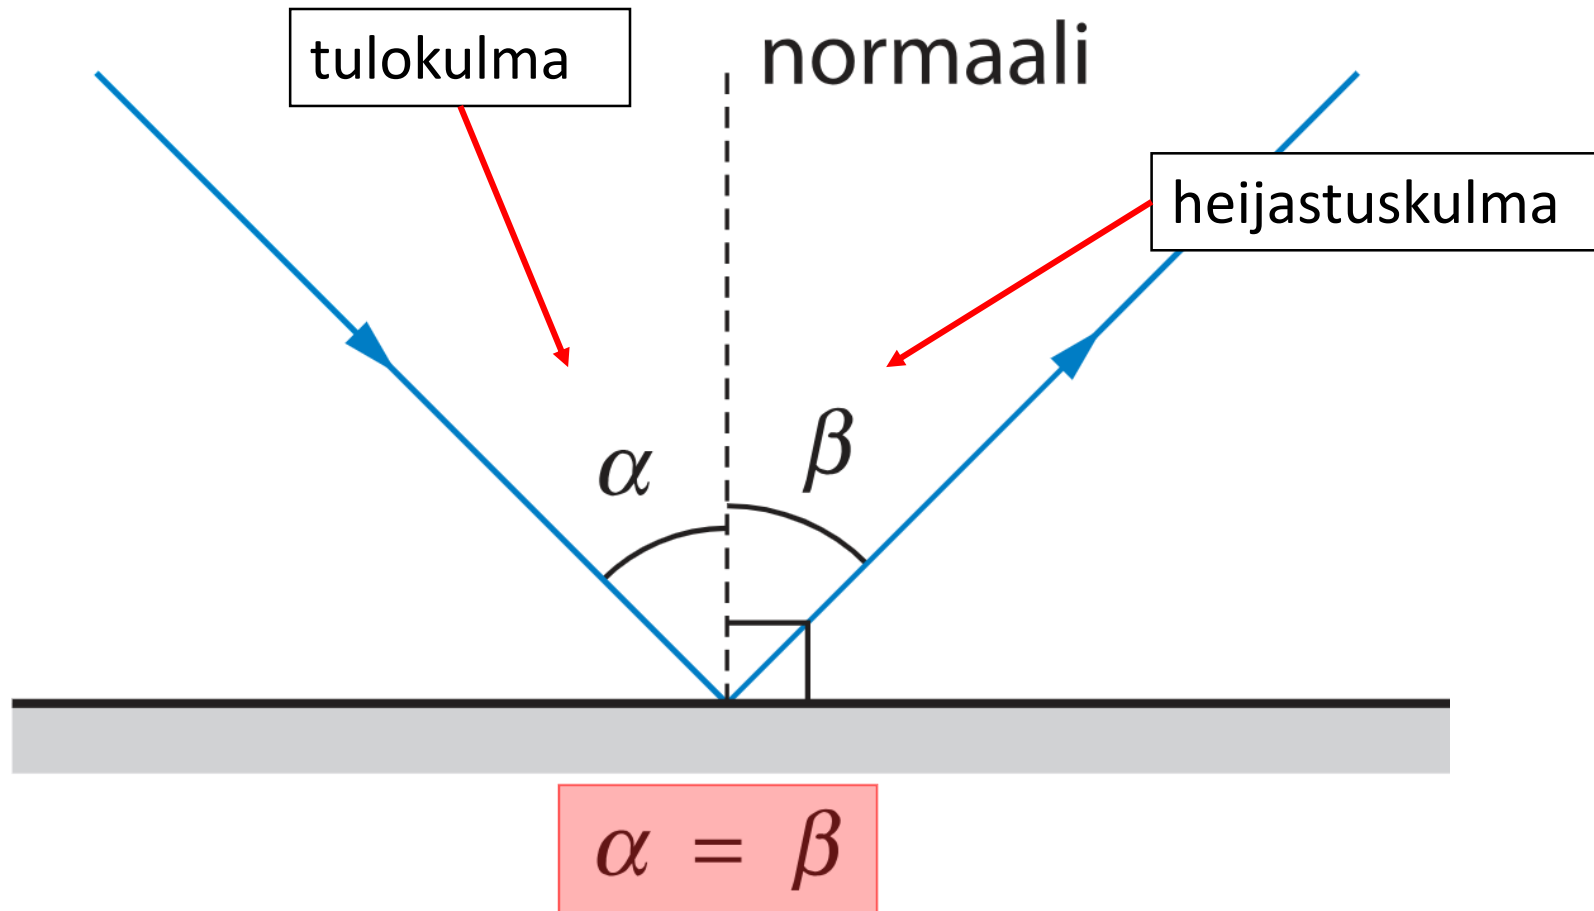 tulokulma
normaali
heijastuskulma
α
β
α = β